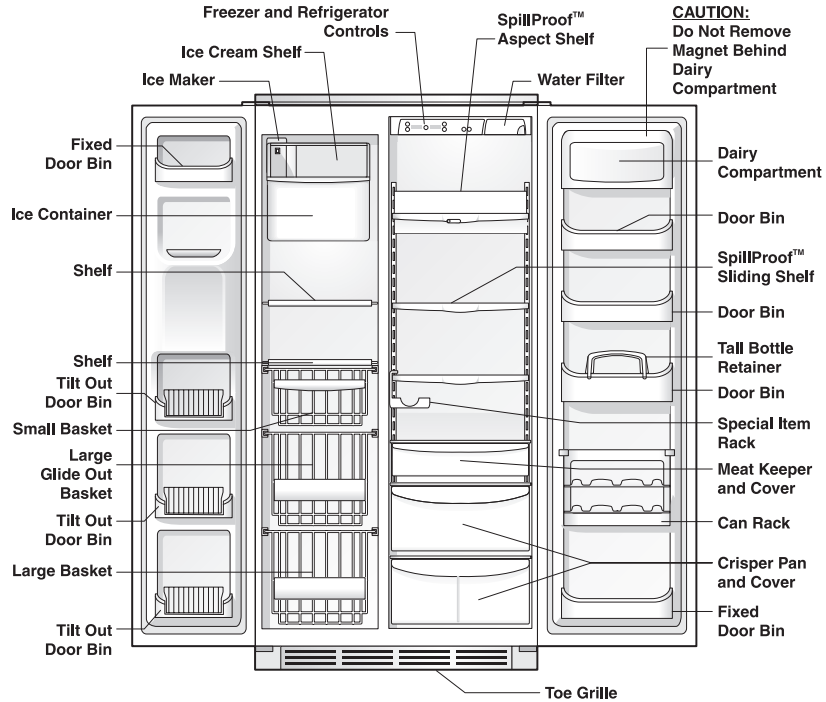 Freezer and Refrigerator
Controls
Ice Cream Shelf
Ice Maker
SpillProof™
Aspect Shelf
Water Filter
CAUTION:
Do Not Remove
Magnet Behind
Dairy
Compartment
Fixed
Door Bin
Ice Container
Shelf
Shelf
Tilt Out
Door Bin
Small Basket
Large
Glide Out
Basket
Tilt Out
Door Bin
Large Basket
Tilt Out
Door Bin
Dairy
Compartment
Door Bin
SpillProof™
Sliding Shelf
Door Bin
Tall Bottle
Retainer
Door Bin
Special Item
Rack
Meat Keeper
and Cover
Can Rack
Crisper Pan
and Cover
Fixed
Door Bin
Toe Grille